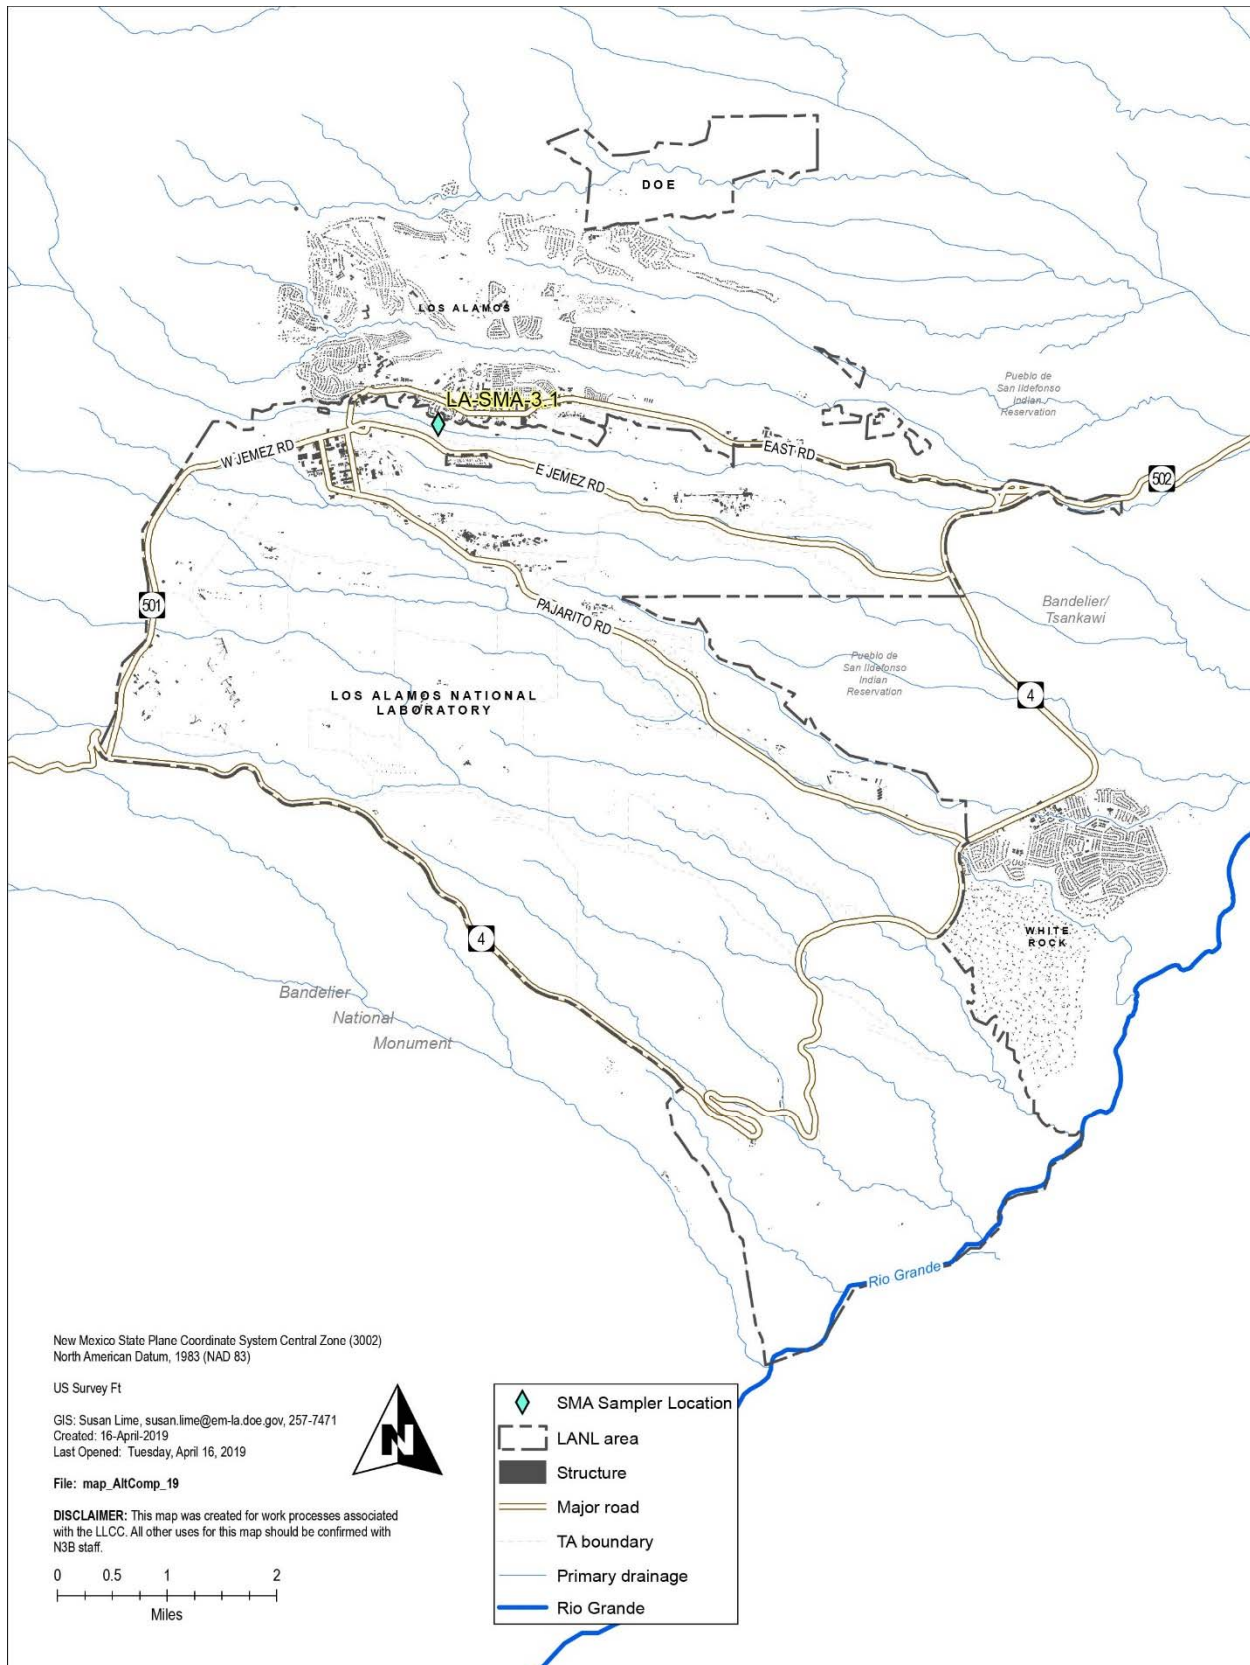 DOE
LOS ALAMOS
Pueblo de
San Ildefonso
Indian
Reservation
LA-SMA-3.1
W JEMEZ RD
EAST RD
502
E JEMEZ RD
501
PAJARITO RD
Bandelier/
Tsankawi
Pueblo de
San Ildefonso
Indian
Reservation
LOS ALAMOS NATIONAL
LABORATORY
4
4
WHITE
ROCK
Bandelier
National
Monument
Rio Grande
New Mexico State Plane Coordinate System Central Zone (3002)
North American Datum, 1983 (NAD 83)
US Survey Ft
GIS: Susan Lime, susan.lime@em-la.doe.gov, 257-7471
Created: 16-April-2019
Last Opened: Tuesday, April 16, 2019
File: map_AltComp_19
DISCLAIMER: This map was created for work processes associated
with the LLCC. All other uses for this map should be confirmed with
N3B staff.
0 0.5 1 2
Miles
N
SMA Sampler Location
LANL area
Structure
Major road
TA boundary
Primary drainage
Rio Grande